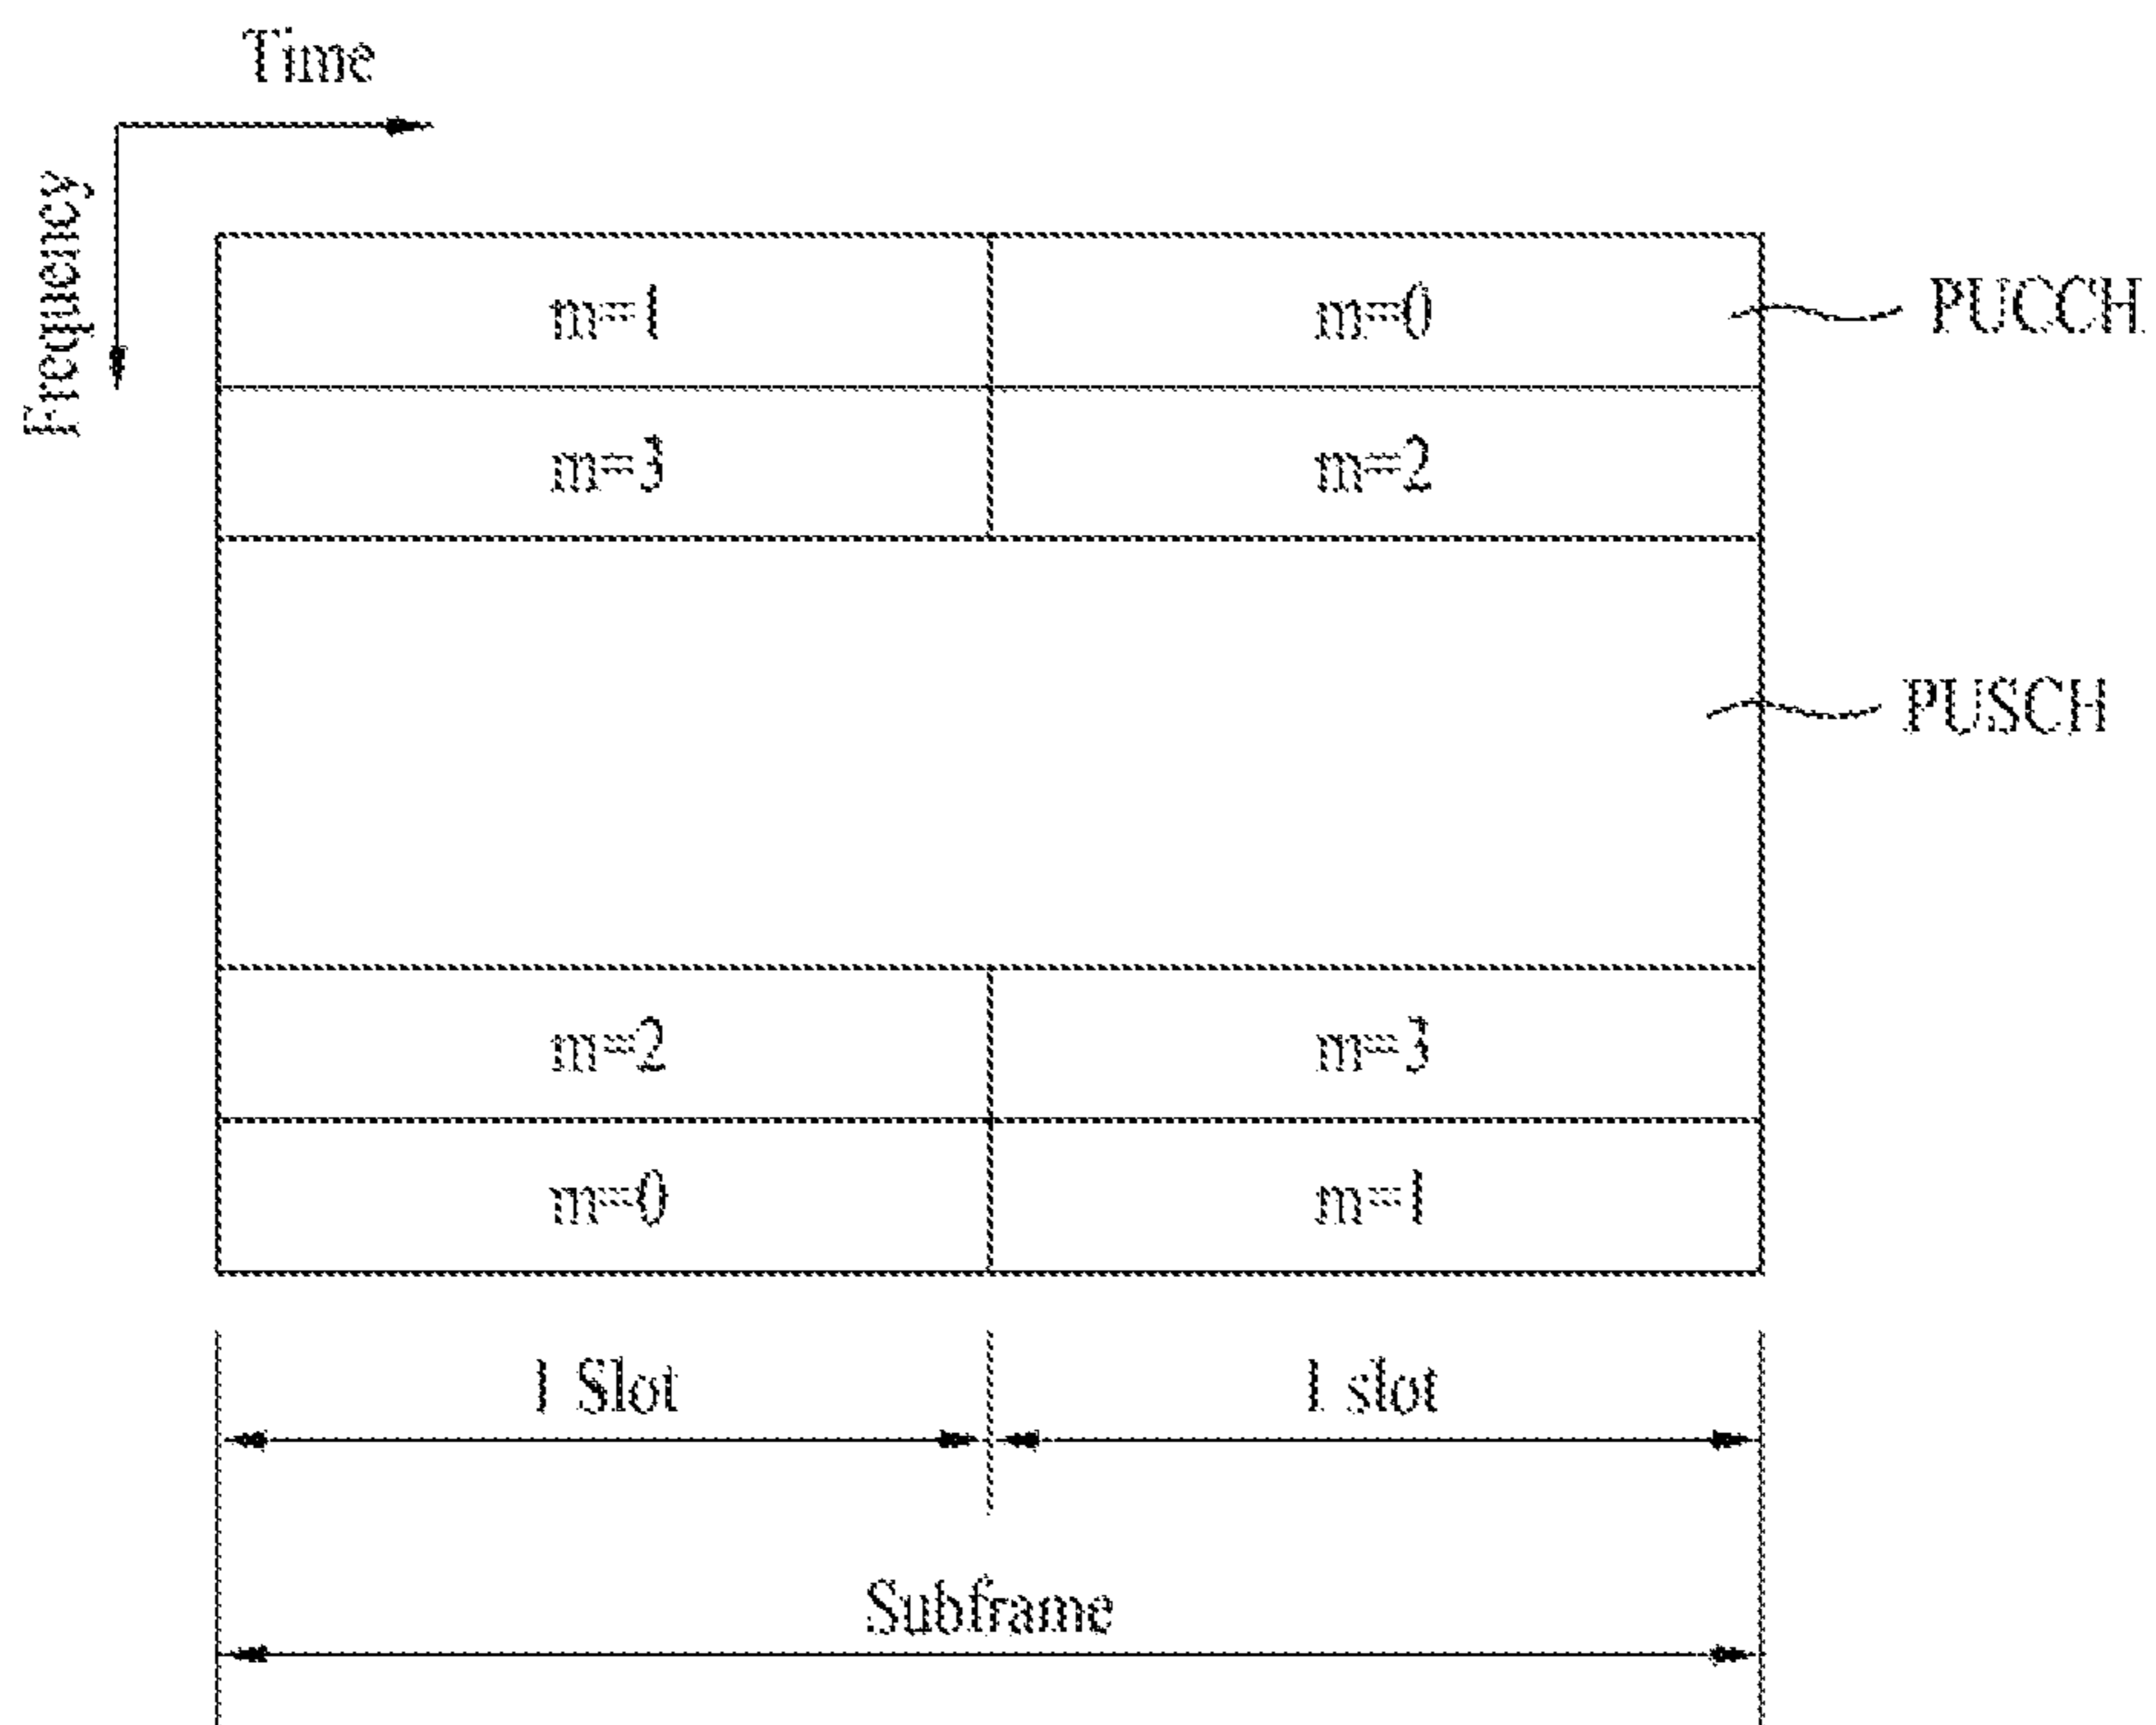 Time
Frequency
m=1 m=0 PUCCH
m=3 m=2
PUSCH
m=2 m=3
m=0 m=1
1 Slot 1 slot
Subframe